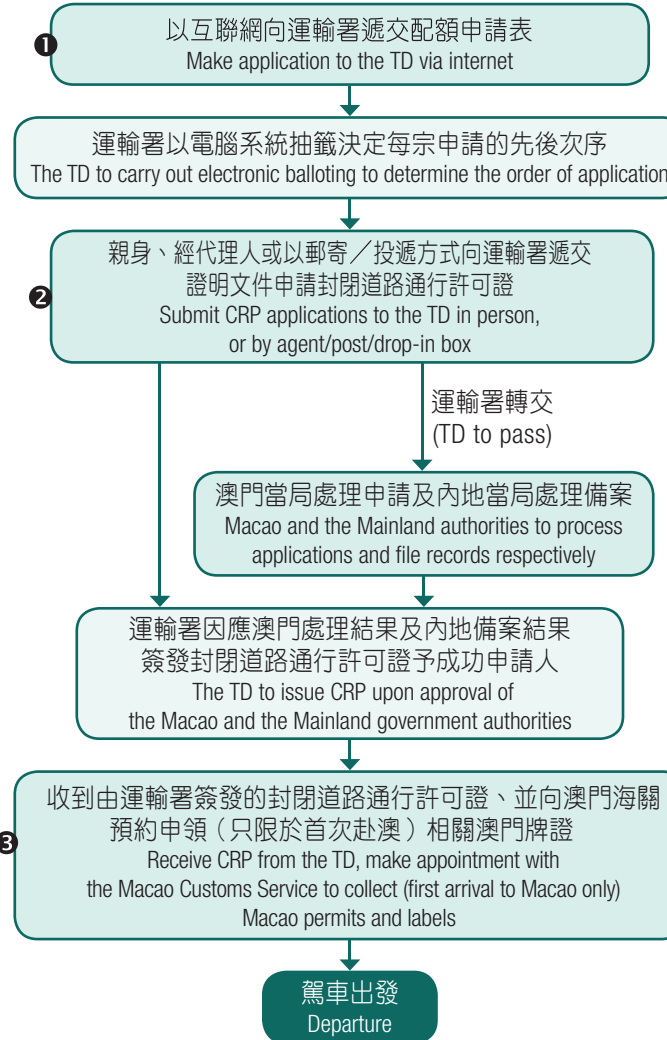 ❶
以互聯網向運輸署遞交配額申請表
Make application to the TD via internet
運輸署以電腦系統抽籤決定每宗申請的先後次序
The TD to carry out electronic balloting to determine the order of application
❷
親身、經代理人或以郵寄／投遞方式向運輸署遞交
證明文件申請封閉道路通行許可證
Submit CRP applications to the TD in person,
or by agent/post/drop-in box
運輸署轉交
(TD to pass)
澳門當局處理申請及內地當局處理備案
Macao and the Mainland authorities to process
applications and file records respectively
運輸署因應澳門處理結果及內地備案結果
簽發封閉道路通行許可證予成功申請人
The TD to issue CRP upon approval of
the Macao and the Mainland government authorities
❸
收到由運輸署簽發的封閉道路通行許可證、並向澳門海關
預約申領（只限於首次赴澳）相關澳門牌證
Receive CRP from the TD, make appointment with
the Macao Customs Service to collect (first arrival to Macao only)
Macao permits and labels
駕車出發
Departure